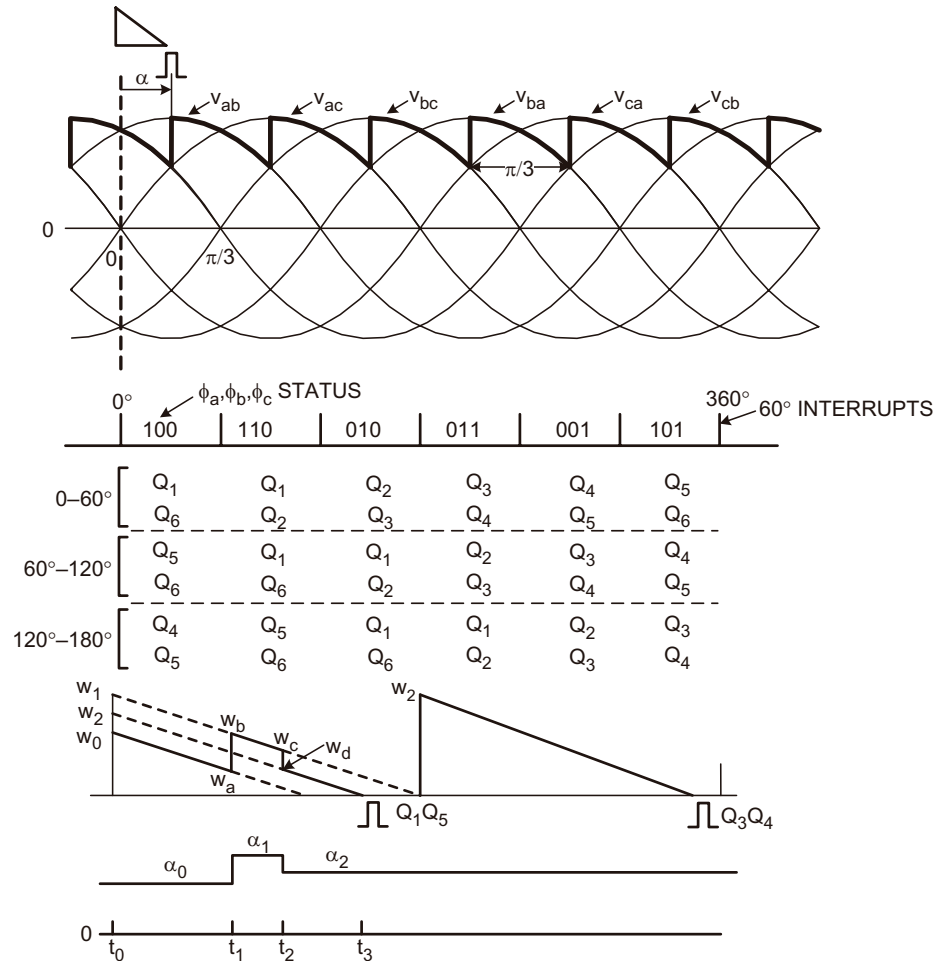 α
v_ab v_ac v_bc v_ba v_ca v_cb
π/3
0
0 π/3
0° ϕ_a,ϕ_b,ϕ_c STATUS 360°
60° INTERRUPTS
100 110 010 011 001 101
0–60° Q_1 Q_1 Q_2 Q_3 Q_4 Q_5
Q_6 Q_2 Q_3 Q_4 Q_5 Q_6
60°–120° Q_5 Q_1 Q_1 Q_2 Q_3 Q_4
Q_6 Q_6 Q_2 Q_3 Q_4 Q_5
120°–180° Q_4 Q_5 Q_1 Q_1 Q_2 Q_3
Q_5 Q_6 Q_6 Q_2 Q_3 Q_4
w_1 w_2
w_2 w_b w_c w_d
w_0 w_a
Q_1Q_5 Q_3Q_4
α_0 α_1 α_2
0
t_0 t_1 t_2 t_3